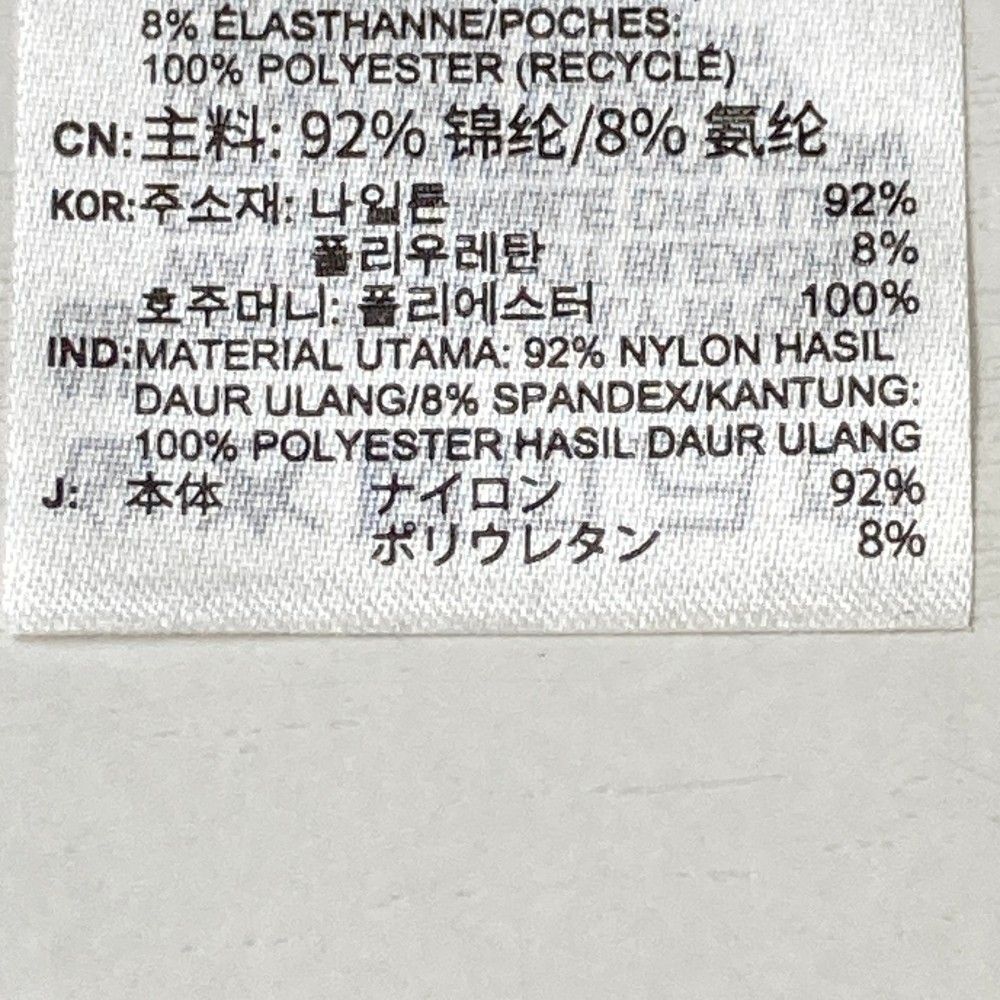 8% ÉLASTHANNE/POCHES:
100% POLYESTER (RECYCLÉ)
CN: 主料: 92% 锦纶/8% 氨纶
KOR: 주소재: 나일론 92%
폴리우레탄 8%
호주머니: 폴리에스터 100%
IND: MATERIAL UTAMA: 92% NYLON HASIL
DAUR ULANG/8% SPANDEX/KANTUNG:
100% POLYESTER HASIL DAUR ULANG
J: 本体 ナイロン 92%
ポリウレタン 8%